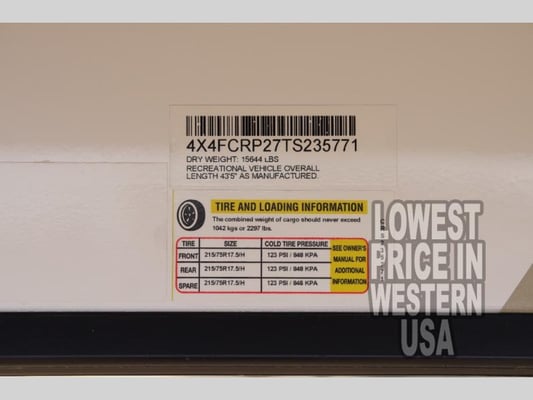 4X4FCRP27TS235771
DRY WEIGHT: 15644 LBS
RECREATIONAL VEHICLE OVERALL
LENGTH 43'5" AS MANUFACTURED.
TIRE AND LOADING INFORMATION
The combined weight of cargo should never exceed
1042 kgs or 2297 lbs.
TIRE SIZE COLD TIRE PRESSURE
FRONT 215/75R17.5/H 123 PSI / 848 KPA
REAR 215/75R17.5/H 123 PSI / 848 KPA
SPARE 215/75R17.5/H 123 PSI / 848 KPA
SEE OWNER'S
MANUAL FOR
ADDITIONAL
INFORMATION
LOWEST
PRICE IN
WESTERN
USA